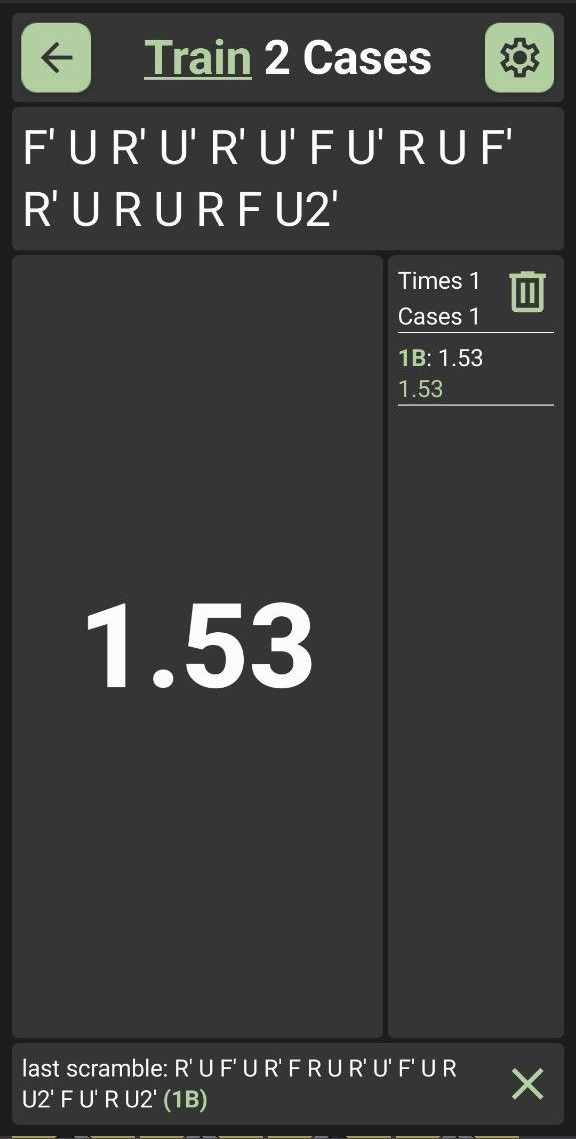 Train 2 Cases
F' U R' U' R' U' F U' R U F'
R' U R U R F U2'
Times 1
Cases 1
1B: 1.53
1.53
1.53
last scramble: R' U F' U R' F R U R' U' F' U R
U2' F U' R U2' (1B)